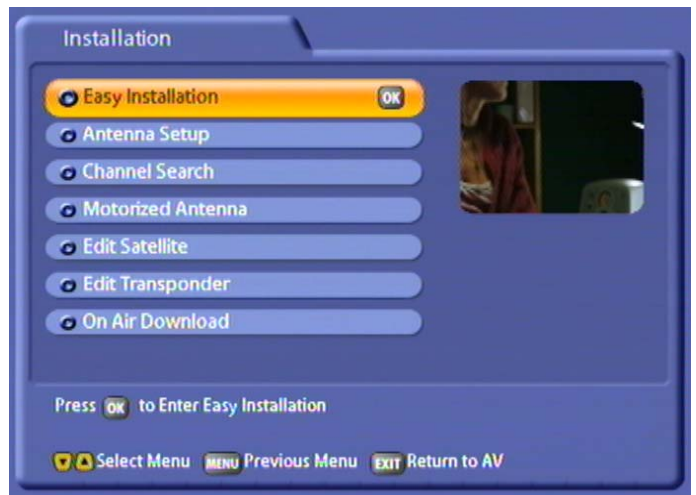 Installation
Easy Installation OK
Antenna Setup
Channel Search
Motorized Antenna
Edit Satellite
Edit Transponder
On Air Download
Press OK to Enter Easy Installation
Select Menu MENU Previous Menu EXIT Return to AV